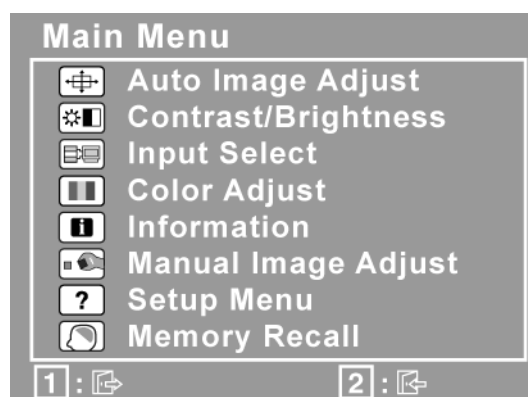 Main Menu
Auto Image Adjust
Contrast/Brightness
Input Select
Color Adjust
i Information
Manual Image Adjust
? Setup Menu
Memory Recall
1 : 2 :